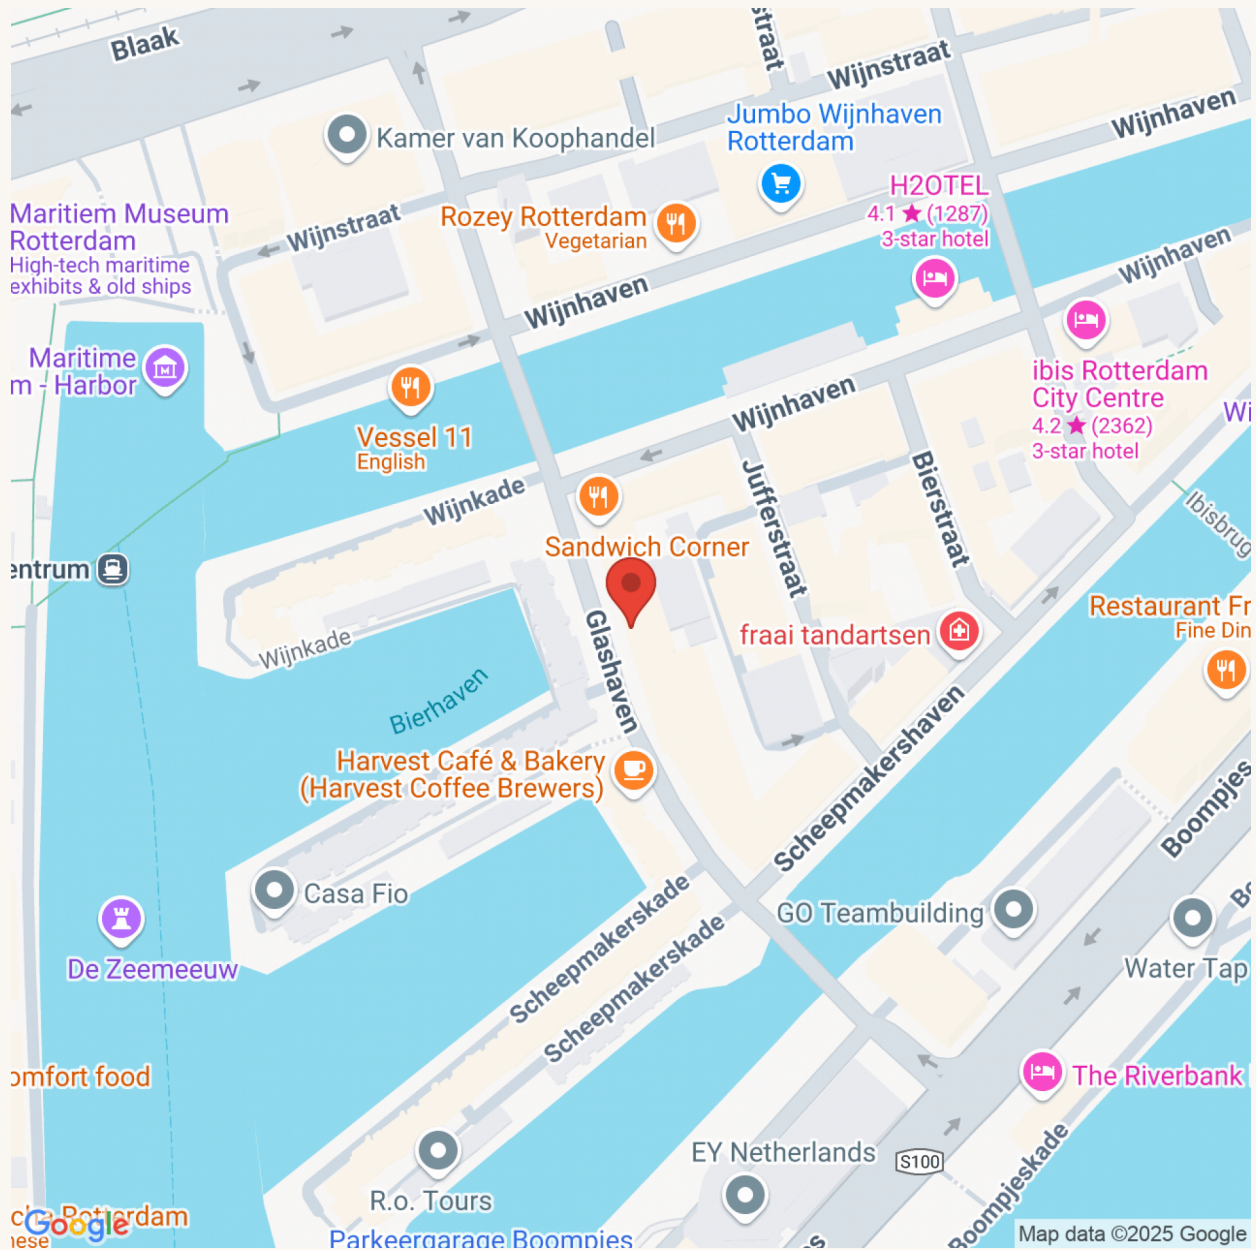 Blaak
straat
Wijnstraat
Wijnhaven
Kamer van Koophandel
Jumbo Wijnhaven
Rotterdam
H2OTEL
4.1 ★ (1287)
3-star hotel
Maritiem Museum
Rotterdam
High-tech maritime
exhibits & old ships
Wijnstraat
Rozey Rotterdam
Vegetarian
Wijnhaven
Wijnhaven
Maritime
m - Harbor
ibis Rotterdam
City Centre
4.2 ★ (2362)
3-star hotel
Wi
Vessel 11
English
Wijnhaven
Wijnkade
Jufferstraat
Bierstraat
Ibisbrug
Sandwich Corner
entrum
Glashaven
Restaurant Fr
Fine Din
fraai tandartsen
Wijnkade
Bierhaven
Harvest Café & Bakery
(Harvest Coffee Brewers)
Scheepmakershaven
Boompjes
Casa Fio
Scheepmakerskade
Scheepmakerskade
GO Teambuilding
Bo
Water Tap
De Zeemeeuw
omfort food
The Riverbank
EY Netherlands
S100
Boompjeskade
R.o. Tours
Rotterdam
nese
Google
Parkeergarage Boompjes
es
Map data ©2025 Google